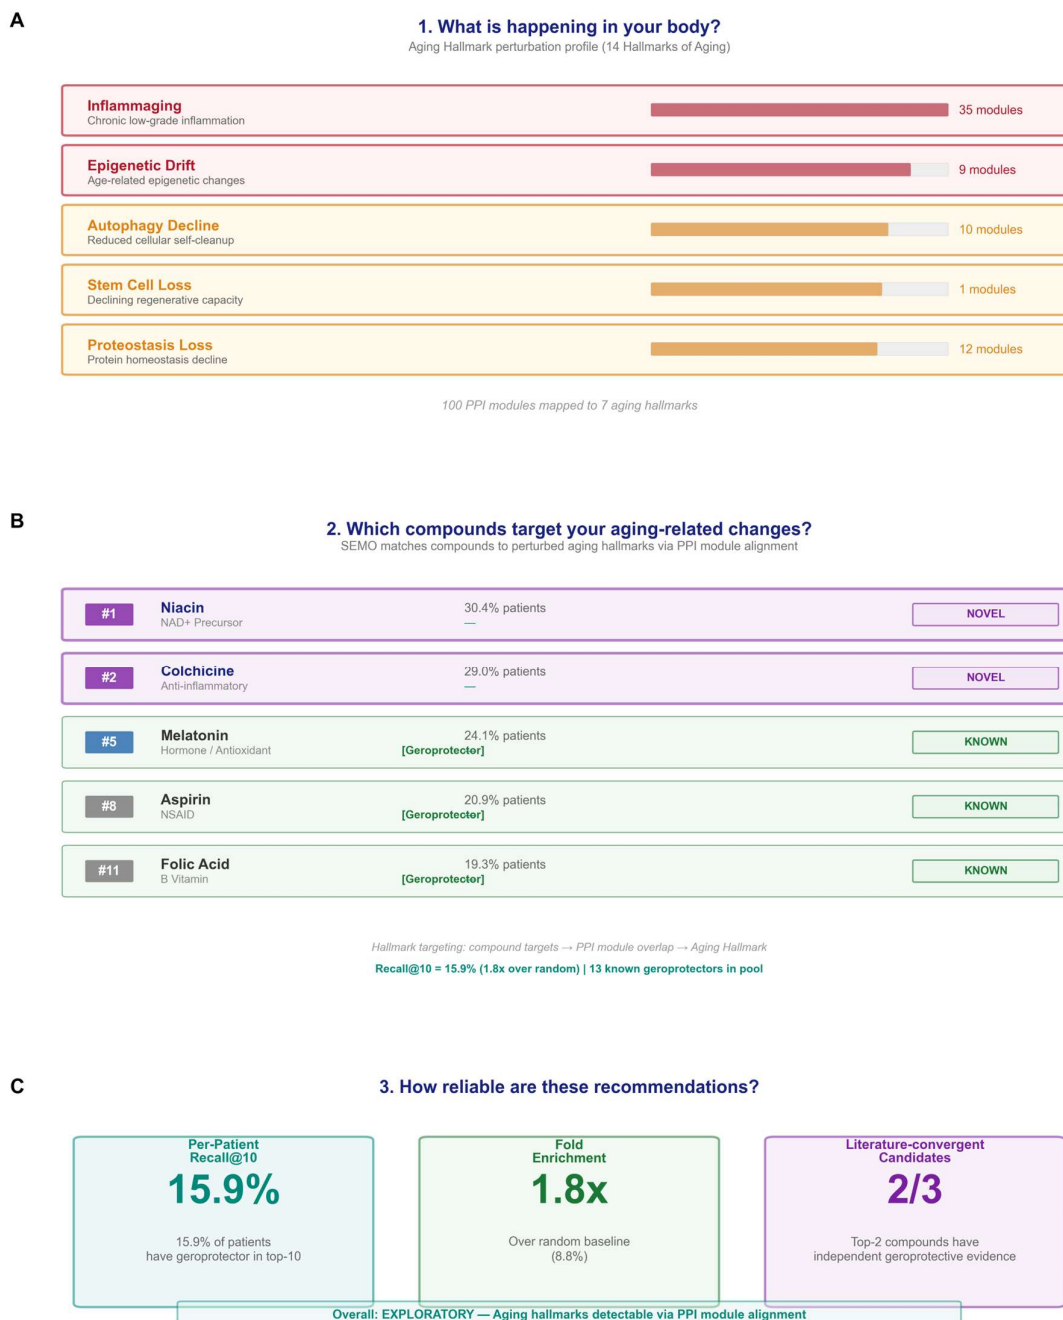 A
1. What is happening in your body?
Aging Hallmark perturbation profile (14 Hallmarks of Aging)
Inflammaging
Chronic low-grade inflammation
35 modules
Epigenetic Drift
Age-related epigenetic changes
9 modules
Autophagy Decline
Reduced cellular self-cleanup
10 modules
Stem Cell Loss
Declining regenerative capacity
1 modules
Proteostasis Loss
Protein homeostasis decline
12 modules
100 PPI modules mapped to 7 aging hallmarks
B
2. Which compounds target your aging-related changes?
SEMO matches compounds to perturbed aging hallmarks via PPI module alignment
#1
Niacin
NAD+ Precursor
30.4% patients
—
NOVEL
#2
Colchicine
Anti-inflammatory
29.0% patients
—
NOVEL
#5
Melatonin
Hormone / Antioxidant
24.1% patients
[Geroprotector]
KNOWN
#8
Aspirin
NSAID
20.9% patients
[Geroprotector]
KNOWN
#11
Folic Acid
B Vitamin
19.3% patients
[Geroprotector]
KNOWN
Hallmark targeting: compound targets → PPI module overlap → Aging Hallmark
Recall@10 = 15.9% (1.8x over random) | 13 known geroprotectors in pool
C
3. How reliable are these recommendations?
Per-Patient
Recall@10
15.9%
15.9% of patients
have geroprotector in top-10
Fold
Enrichment
1.8x
Over random baseline
(8.8%)
Literature-convergent
Candidates
2/3
Top-2 compounds have
independent geroprotective evidence
Overall: EXPLORATORY — Aging hallmarks detectable via PPI module alignment